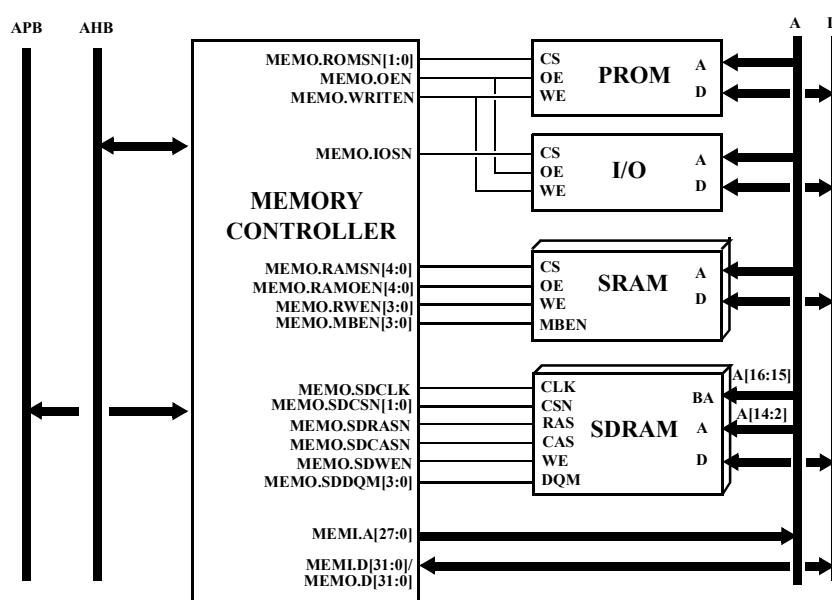 APB AHB A
MEMO.ROMSN[1:0] CS
MEMO.OEN OE PROM A
MEMO.WRITEN WE D
MEMO.IOSN CS A
OE I/O
WE D
MEMORY
CONTROLLER
MEMO.RAMSN[4:0] CS A
MEMO.RAMOEN[4:0] OE SRAM
MEMO.RWEN[3:0] WE D
MEMO.MBEN[3:0] MBEN
A[16:15]
MEMO.SDCLK CLK BA
MEMO.SDCSN[1:0] CSN
A[14:2]
MEMO.SDRASN RAS SDRAM A
MEMO.SDCASN CAS
MEMO.SDWEN WE D
MEMO.SDDQM[3:0] DQM
MEMI.A[27:0]
MEMI.D[31:0]/
MEMO.D[31:0]